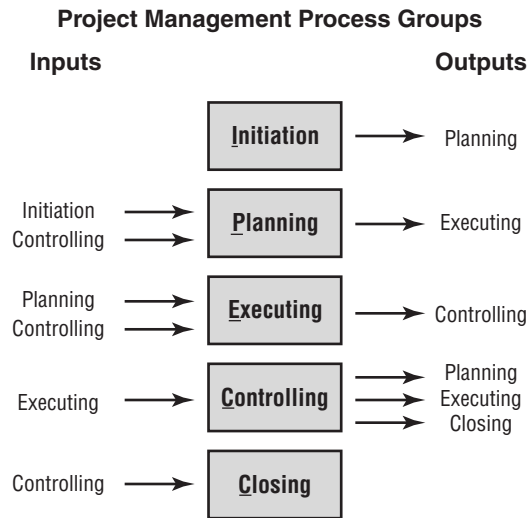 Project Management Process Groups
Inputs Outputs
Initiation Planning
Initiation
Controlling
Planning Executing
Planning
Controlling
Executing Controlling
Executing Controlling
Planning
Executing
Closing
Controlling Closing